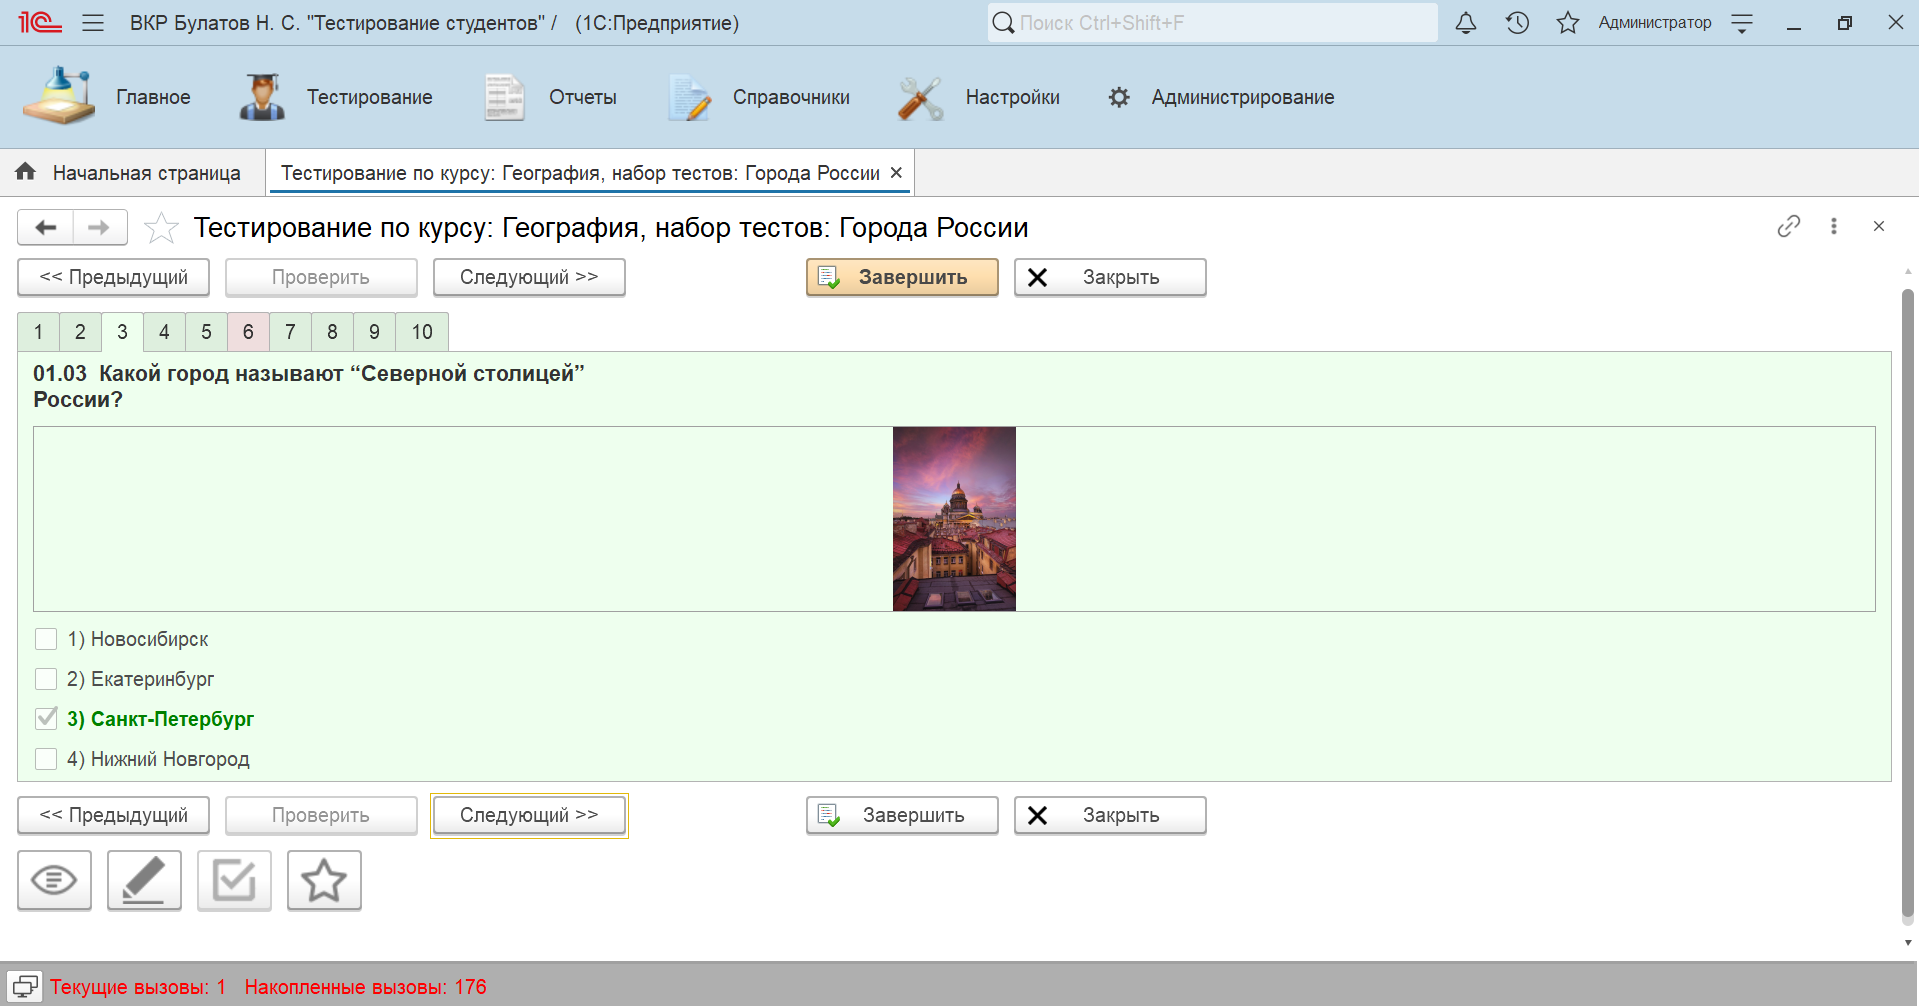 1С ВКР Булатов Н. С. "Тестирование студентов" / (1С:Предприятие) Поиск Ctrl+Shift+F Администратор
Главное Тестирование Отчеты Справочники Настройки Администрирование
Начальная страница Тестирование по курсу: География, набор тестов: Города России
Тестирование по курсу: География, набор тестов: Города России
<< Предыдущий Проверить Следующий >> Завершить Закрыть
1 2 3 4 5 6 7 8 9 10
01.03 Какой город называют “Северной столицей”
России?
1) Новосибирск
2) Екатеринбург
3) Санкт-Петербург
4) Нижний Новгород
<< Предыдущий Проверить Следующий >> Завершить Закрыть
Текущие вызовы: 1 Накопленные вызовы: 176